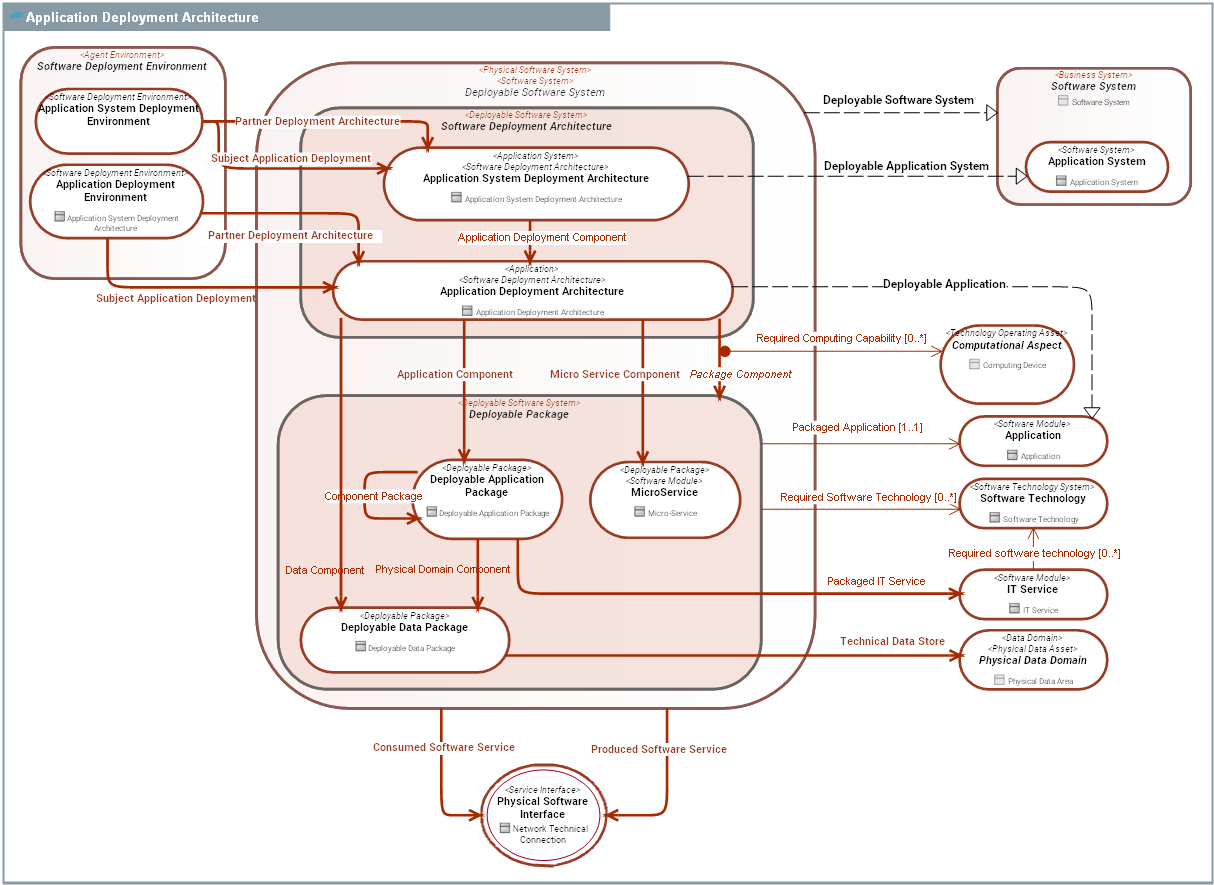 Application Deployment Architecture
<Agent Environment>
Software Deployment Environment
<Software Deployment Environment>
Application System Deployment
Environment
<Software Deployment Environment>
Application Deployment
Environment
Application System Deployment
Architecture
Partner Deployment Architecture
Subject Application Deployment
Partner Deployment Architecture
Subject Application Deployment
<Physical Software System>
<Software System>
Deployable Software System
<Deployable Software System>
Software Deployment Architecture
<Application System>
<Software Deployment Architecture>
Application System Deployment Architecture
Application System Deployment Architecture
Application Deployment Component
<Application>
<Software Deployment Architecture>
Application Deployment Architecture
Application Deployment Architecture
Deployable Software System
Deployable Application System
<Business System>
Software System
Software System
<Software System>
Application System
Application System
Deployable Application
Required Computing Capability [0..*]
<Technology Operating Asset>
Computational Aspect
Computing Device
Application Component
Micro Service Component
Package Component
<Deployable Software System>
Deployable Package
Packaged Application [1..1]
<Software Module>
Application
Application
<Deployable Package>
Deployable Application
Package
Deployable Application Package
Component Package
<Deployable Package>
<Software Module>
MicroService
Micro-Service
Required Software Technology [0..*]
<Software Technology System>
Software Technology
Software Technology
Required software technology [0..*]
Data Component
Physical Domain Component
Packaged IT Service
<Software Module>
IT Service
IT Service
<Deployable Package>
Deployable Data Package
Deployable Data Package
Technical Data Store
<Data Domain>
<Physical Data Asset>
Physical Data Domain
Physical Data Area
Consumed Software Service
Produced Software Service
<Service Interface>
Physical Software
Interface
Network Technical
Connection